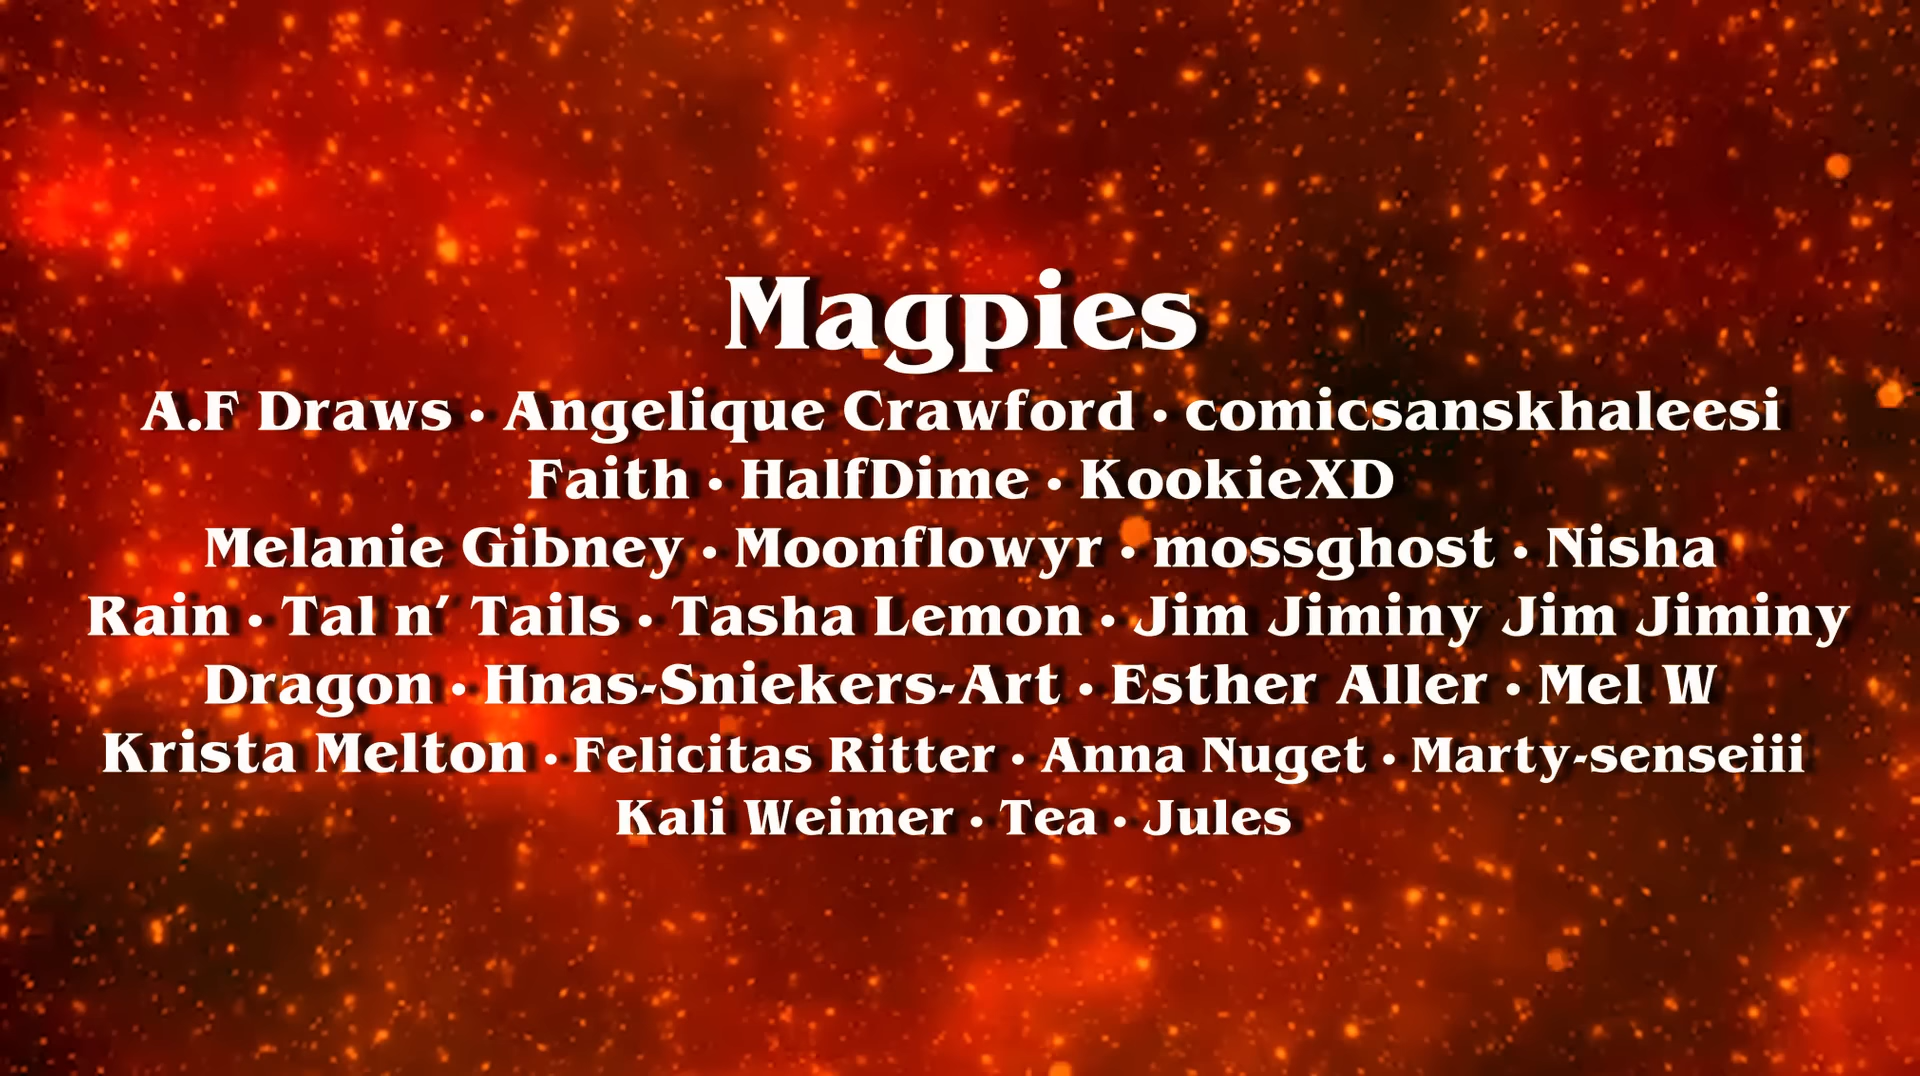 Magpies
A.F Draws • Angelique Crawford • comicsanskhaleesi
Faith • HalfDime • KookieXD
Melanie Gibney • Moonflowyr • mossghost • Nisha
Rain • Tal n’ Tails • Tasha Lemon • Jim Jiminy Jim Jiminy
Dragon • Hnas-Sniekers-Art • Esther Aller • Mel W
Krista Melton • Felicitas Ritter • Anna Nuget • Marty-senseiii
Kali Weimer • Tea • Jules